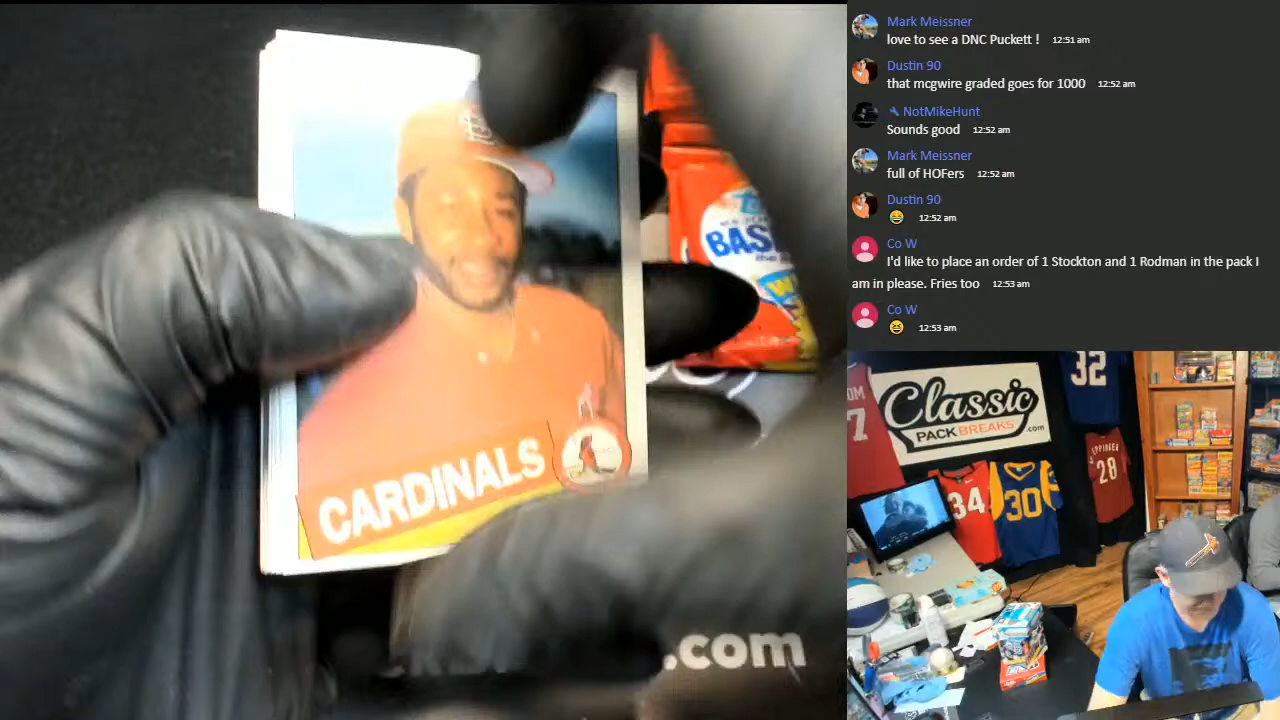 CARDINALS
BAS
.com
Mark Meissner
love to see a DNC Puckett ! 12:51 am
Dustin 90
that mcgwire graded goes for 1000 12:52 am
NotMikeHunt
Sounds good 12:52 am
Mark Meissner
full of HOFers 12:52 am
Dustin 90
😂 12:52 am
Co W
I'd like to place an order of 1 Stockton and 1 Rodman in the pack I
am in please. Fries too 12:53 am
Co W
😆 12:53 am
Classic
PACK BREAKS.com
32
34
30
28
7